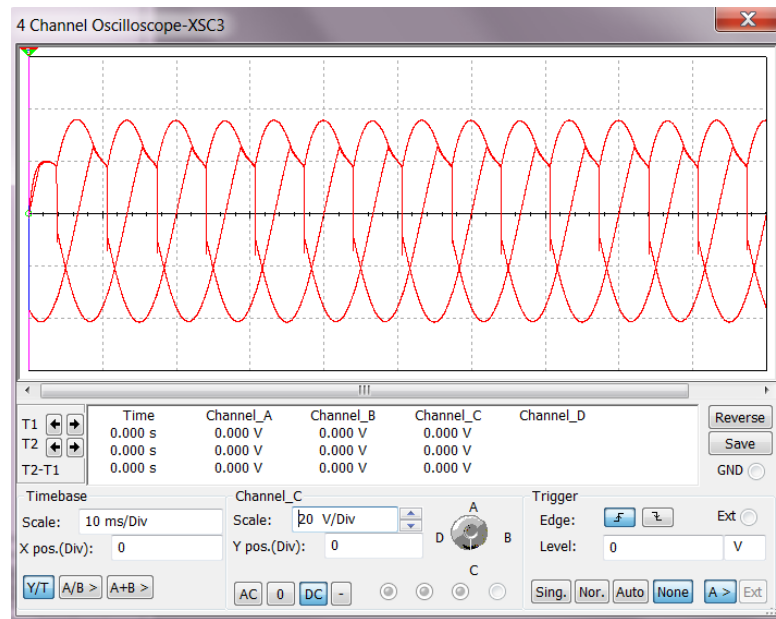 4 Channel Oscilloscope-XSC3
X
T1
T2
T2-T1
Time Channel_A Channel_B Channel_C Channel_D
0.000 s 0.000 V 0.000 V 0.000 V
0.000 s 0.000 V 0.000 V 0.000 V
0.000 s 0.000 V 0.000 V 0.000 V
Reverse
Save
GND
Timebase
Scale: 10 ms/Div
X pos.(Div): 0
Y/T A/B > A+B >
Channel_C
Scale: 20 V/Div
Y pos.(Div): 0
AC 0 DC -
A
D B
C
Trigger
Edge: Ext
Level: 0 V
Sing. Nor. Auto None A > Ext